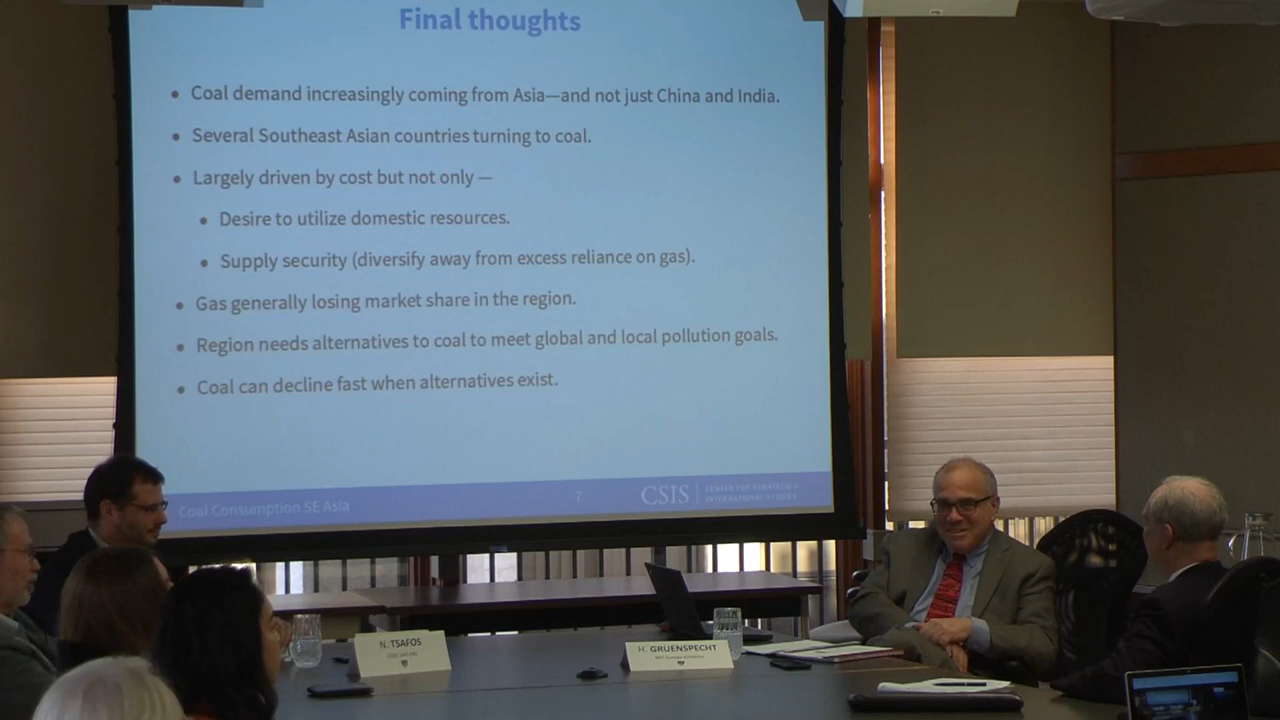 Final thoughts
• Coal demand increasingly coming from Asia—and not just China and India.
• Several Southeast Asian countries turning to coal.
• Largely driven by cost but not only —
• Desire to utilize domestic resources.
• Supply security (diversify away from excess reliance on gas).
• Gas generally losing market share in the region.
• Region needs alternatives to coal to meet global and local pollution goals.
• Coal can decline fast when alternatives exist.
Coal Consumption SE Asia
7
CSIS
CENTER FOR STRATEGIC &
INTERNATIONAL STUDIES
N. TSAFOS
H. GRUENSPECHT
MIT Energy Initiative